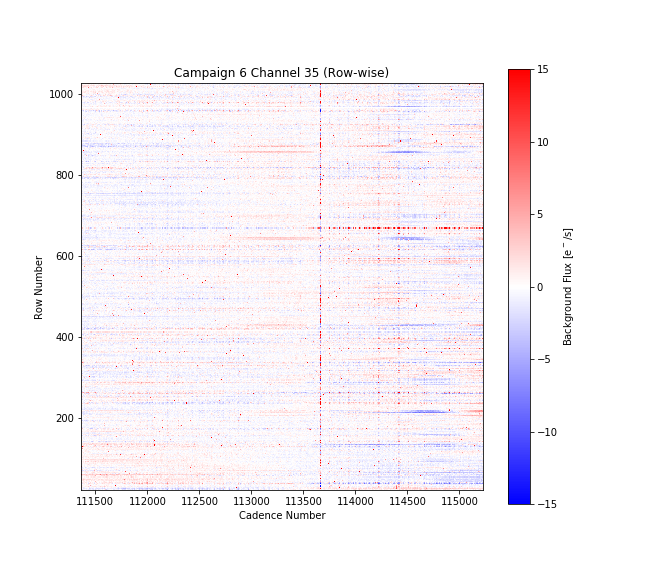 Campaign 6 Channel 35 (Row-wise)
1000
800
600
400
200
Row Number
111500 112000 112500 113000 113500 114000 114500 115000
Cadence Number
15
10
5
0
−5
−10
−15
Background Flux [e⁻/s]